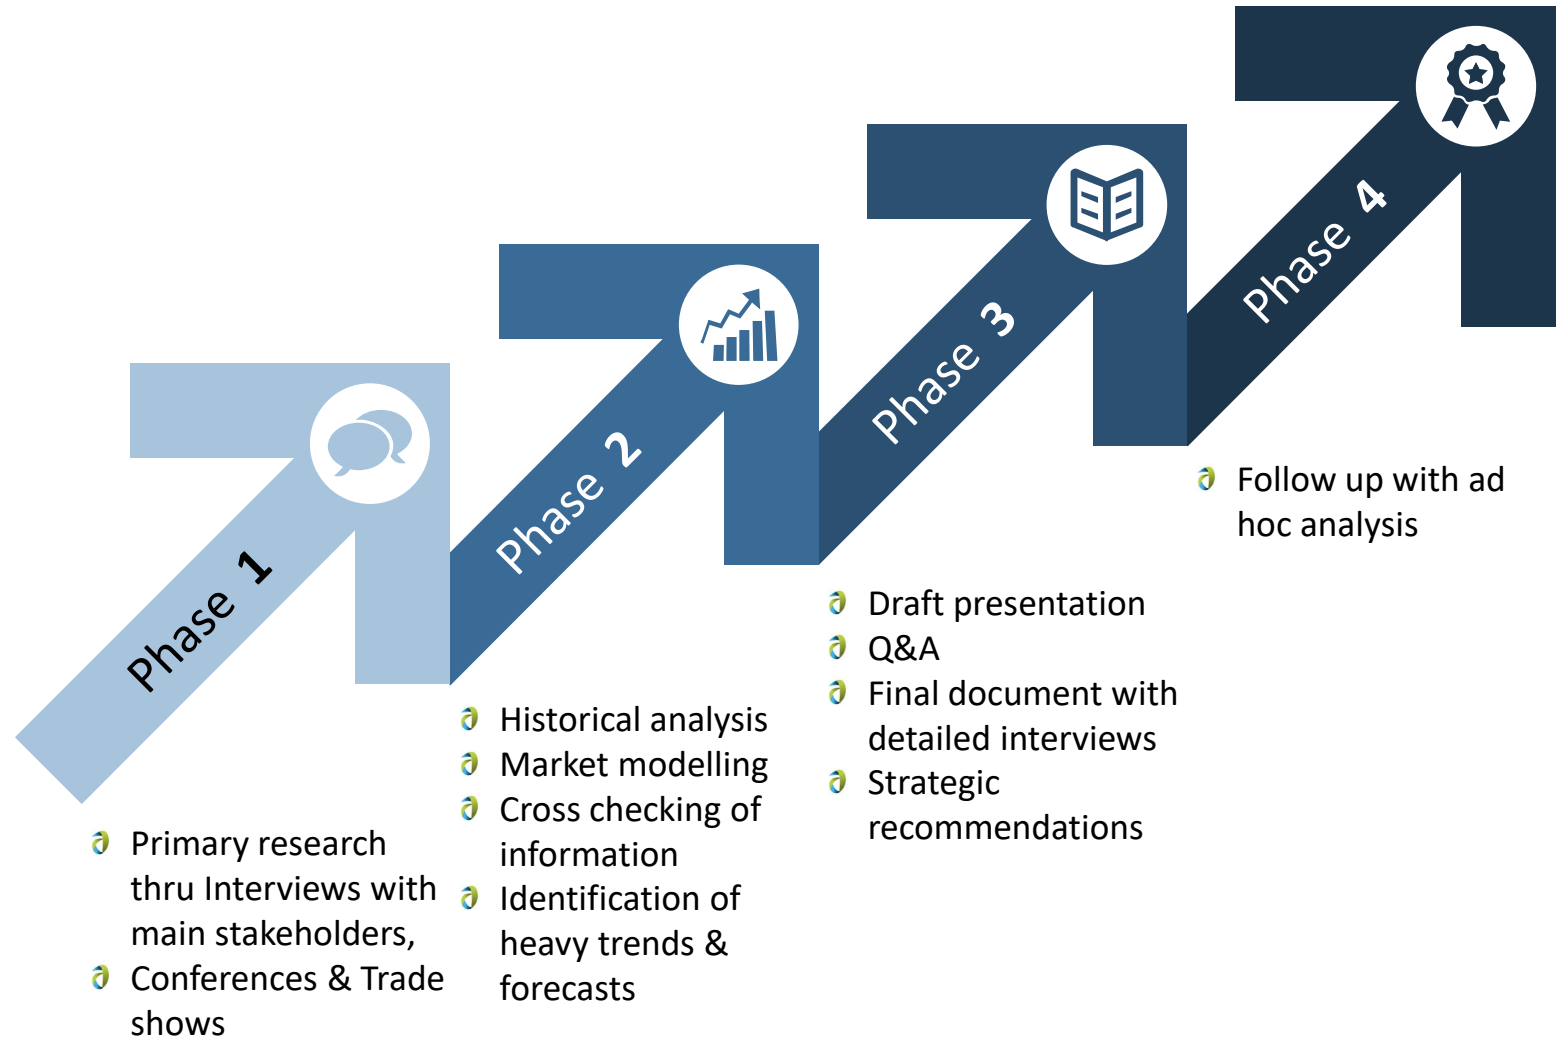 Phase 1
Primary research
thru Interviews with
main stakeholders,
Conferences & Trade
shows
Phase 2
Historical analysis
Market modelling
Cross checking of
information
Identification of
heavy trends &
forecasts
Phase 3
Draft presentation
Q&A
Final document with
detailed interviews
Strategic
recommendations
Phase 4
Follow up with ad
hoc analysis